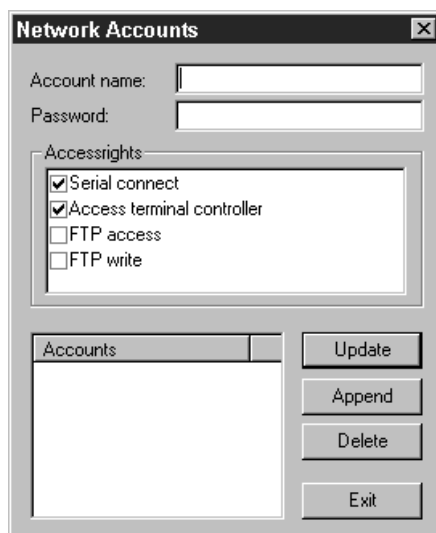 Network Accounts
Account name:
Password:
Accessrights
Serial connect
Access terminal controller
FTP access
FTP write
Accounts
Update
Append
Delete
Exit